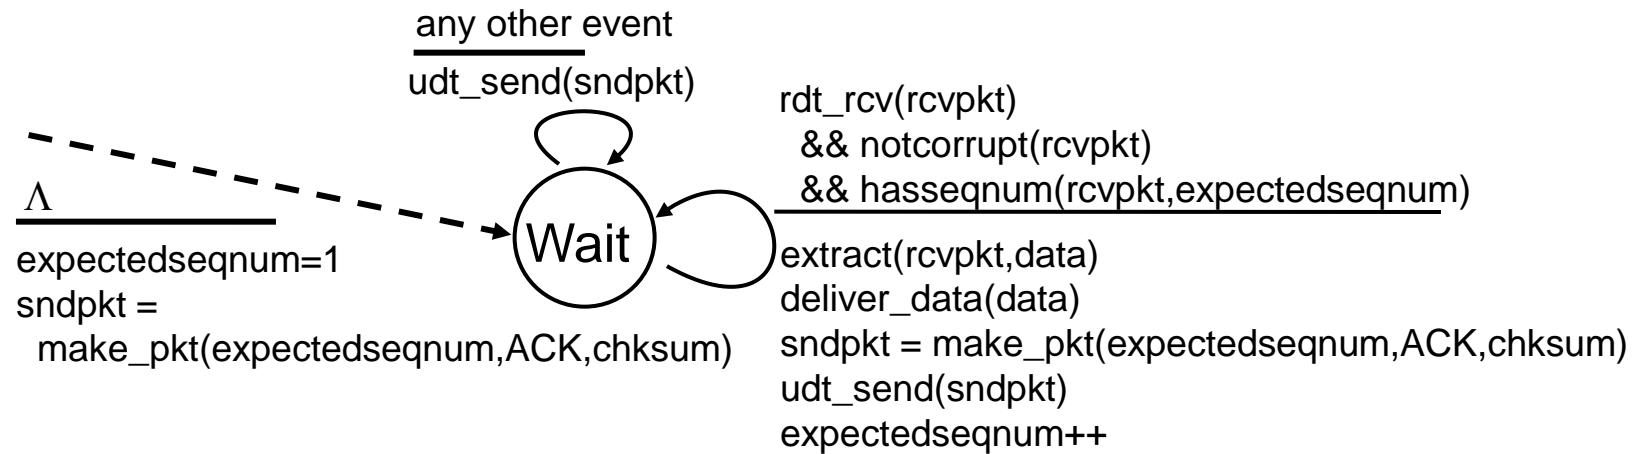 any other event
udt_send(sndpkt)
rdt_rcv(rcvpkt)
&& notcorrupt(rcvpkt)
&& hasseqnum(rcvpkt,expectedseqnum)
Λ
Wait
expectedseqnum=1
sndpkt =
make_pkt(expectedseqnum,ACK,chksum)
extract(rcvpkt,data)
deliver_data(data)
sndpkt = make_pkt(expectedseqnum,ACK,chksum)
udt_send(sndpkt)
expectedseqnum++